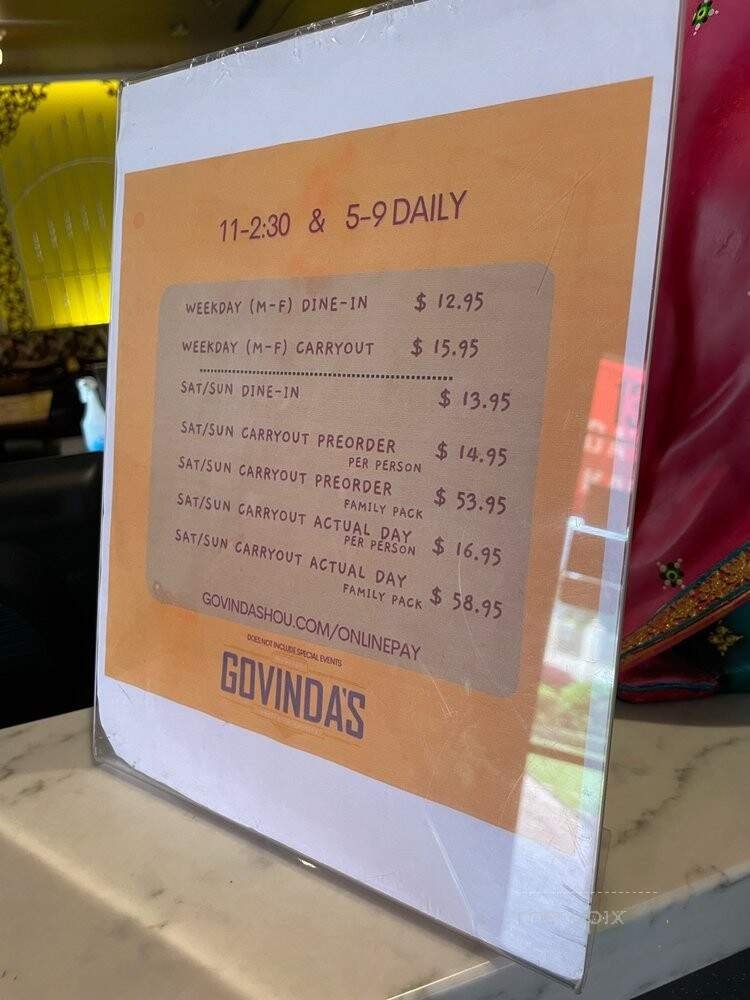 11-2:30 & 5-9 DAILY
WEEKDAY (M-F) DINE-IN $ 12.95
WEEKDAY (M-F) CARRYOUT $ 15.95
SAT/SUN DINE-IN $ 13.95
SAT/SUN CARRYOUT PREORDER $ 14.95
PER PERSON
SAT/SUN CARRYOUT PREORDER $ 53.95
FAMILY PACK
SAT/SUN CARRYOUT ACTUAL DAY $ 16.95
PER PERSON
SAT/SUN CARRYOUT ACTUAL DAY $ 58.95
FAMILY PACK
GOVINDASHOU.COM/ONLINEPAY
DOES NOT INCLUDE SPECIAL EVENTS
GOVINDA'S